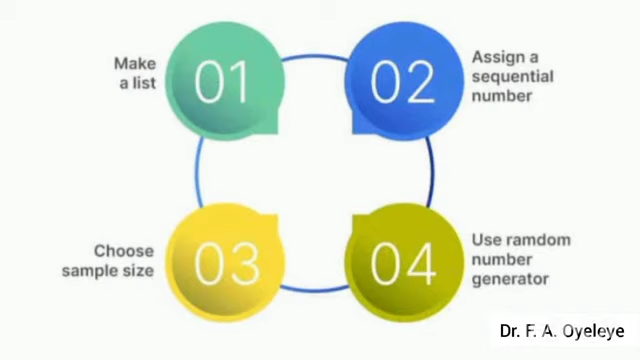 Make
a list
01
02
Assign a
sequential
number
Choose
sample size
03
04
Use ramdom
number
generator
Dr. F. A. Oyeleye